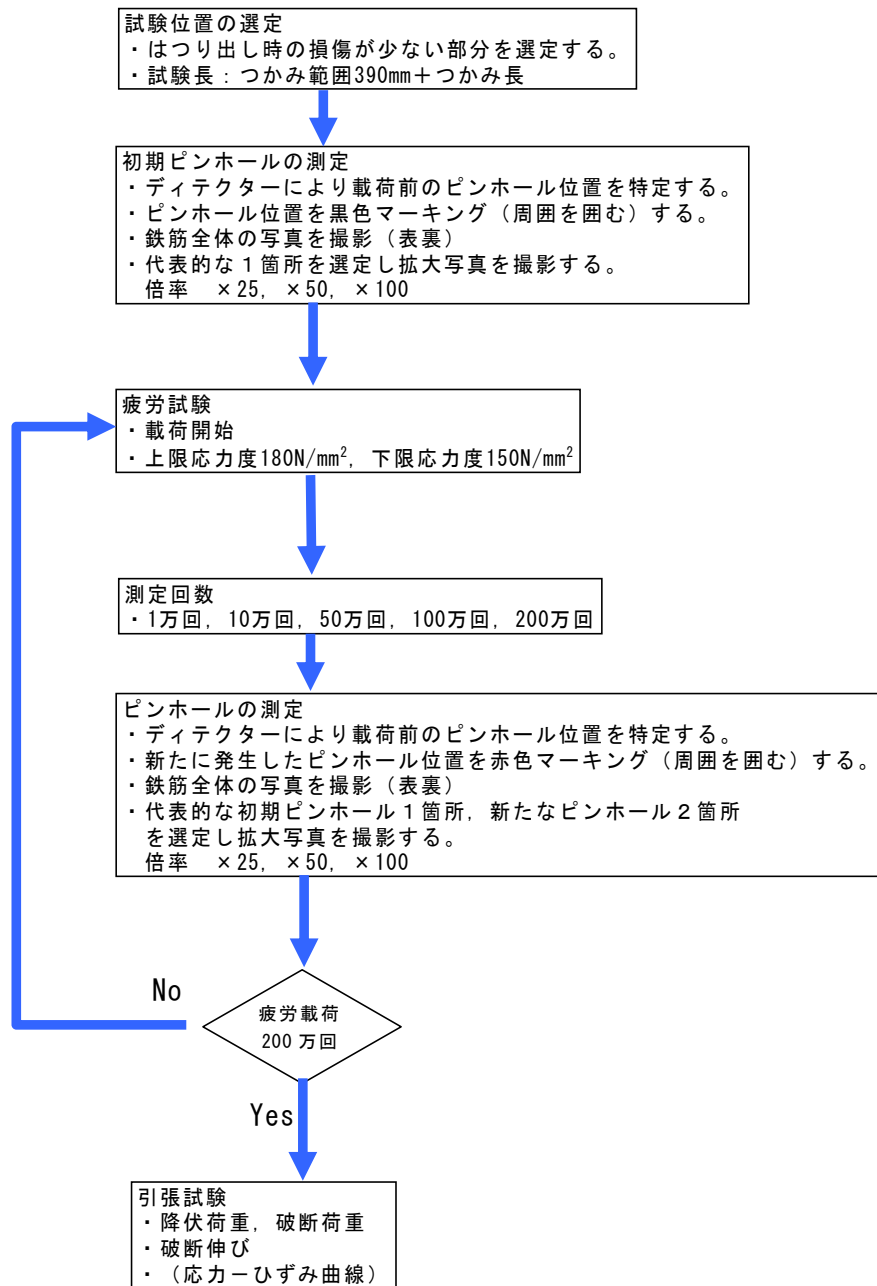 試験位置の選定
・はつり出し時の損傷が少ない部分を選定する。
・試験長：つかみ範囲390mm＋つかみ長
初期ピンホールの測定
・ディテクターにより載荷前のピンホール位置を特定する。
・ピンホール位置を黒色マーキング（周囲を囲む）する。
・鉄筋全体の写真を撮影（表裏）
・代表的な１箇所を選定し拡大写真を撮影する。
倍率　×25，×50，×100
疲労試験
・載荷開始
・上限応力度180N/mm²，下限応力度150N/mm²
測定回数
・1万回，10万回，50万回，100万回，200万回
ピンホールの測定
・ディテクターにより載荷前のピンホール位置を特定する。
・新たに発生したピンホール位置を赤色マーキング（周囲を囲む）する。
・鉄筋全体の写真を撮影（表裏）
・代表的な初期ピンホール１箇所，新たなピンホール２箇所
を選定し拡大写真を撮影する。
倍率　×25，×50，×100
No
疲労載荷
200 万回
Yes
引張試験
・降伏荷重，破断荷重
・破断伸び
・（応力－ひずみ曲線）